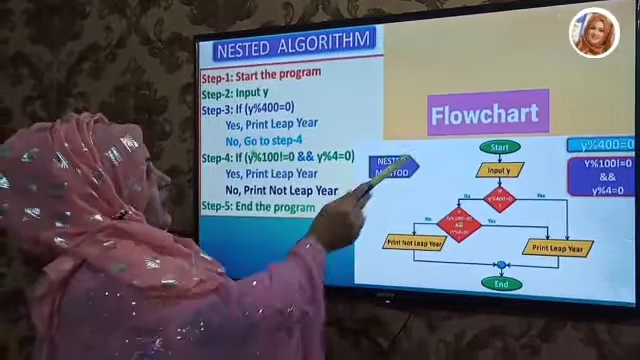 NESTED ALGORITHM
Step-1: Start the program
Step-2: Input y
Step-3: If (y%400=0)
Yes, Print Leap Year
No, Go to step-4
Step-4: If (y%100!=0 && y%4=0)
Yes, Print Leap Year
No, Print Not Leap Year
Step-5: End the program
Flowchart
NESTED
Start
Input y
y%400=0
Y%100!=0
&&
y%4=0
No
Yes
No
Yes
Print Not Leap Year
Print Leap Year
End